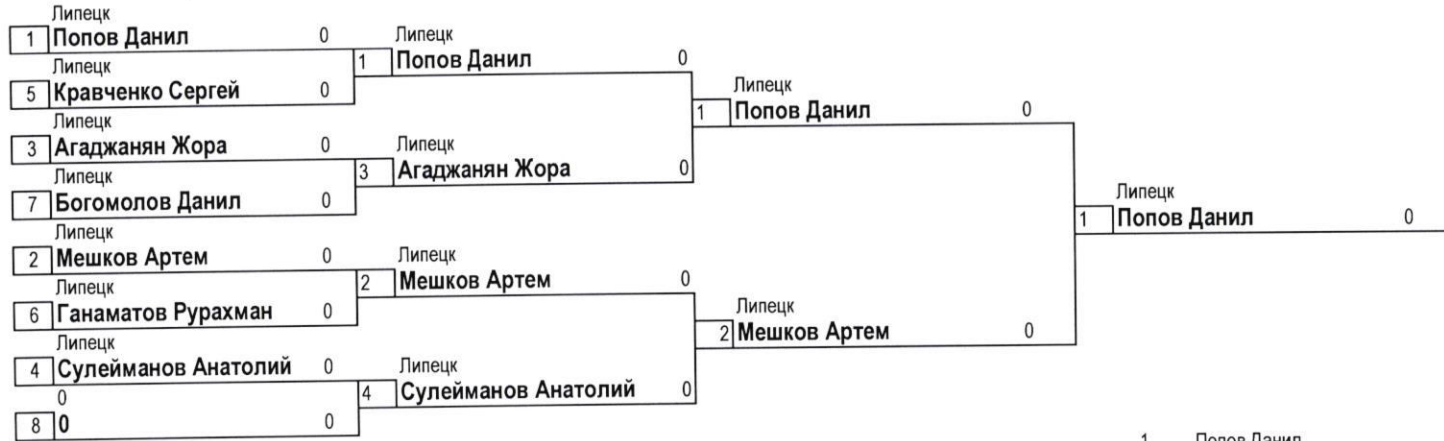 Липецк
1 Попов Данил 0
Липецк
5 Кравченко Сергей 0
Липецк
3 Агаджанян Жора 0
Липецк
7 Богомолов Данил 0
Липецк
2 Мешков Артем 0
Липецк
6 Ганаматов Рурахман 0
Липецк
4 Сулейманов Анатолий 0
0
8 0 0
Липецк
1 Попов Данил 0
Липецк
3 Агаджанян Жора 0
Липецк
2 Мешков Артем 0
Липецк
4 Сулейманов Анатолий 0
Липецк
1 Попов Данил 0
Липецк
2 Мешков Артем 0
Липецк
1 Попов Данил 0
1 Попов Данил